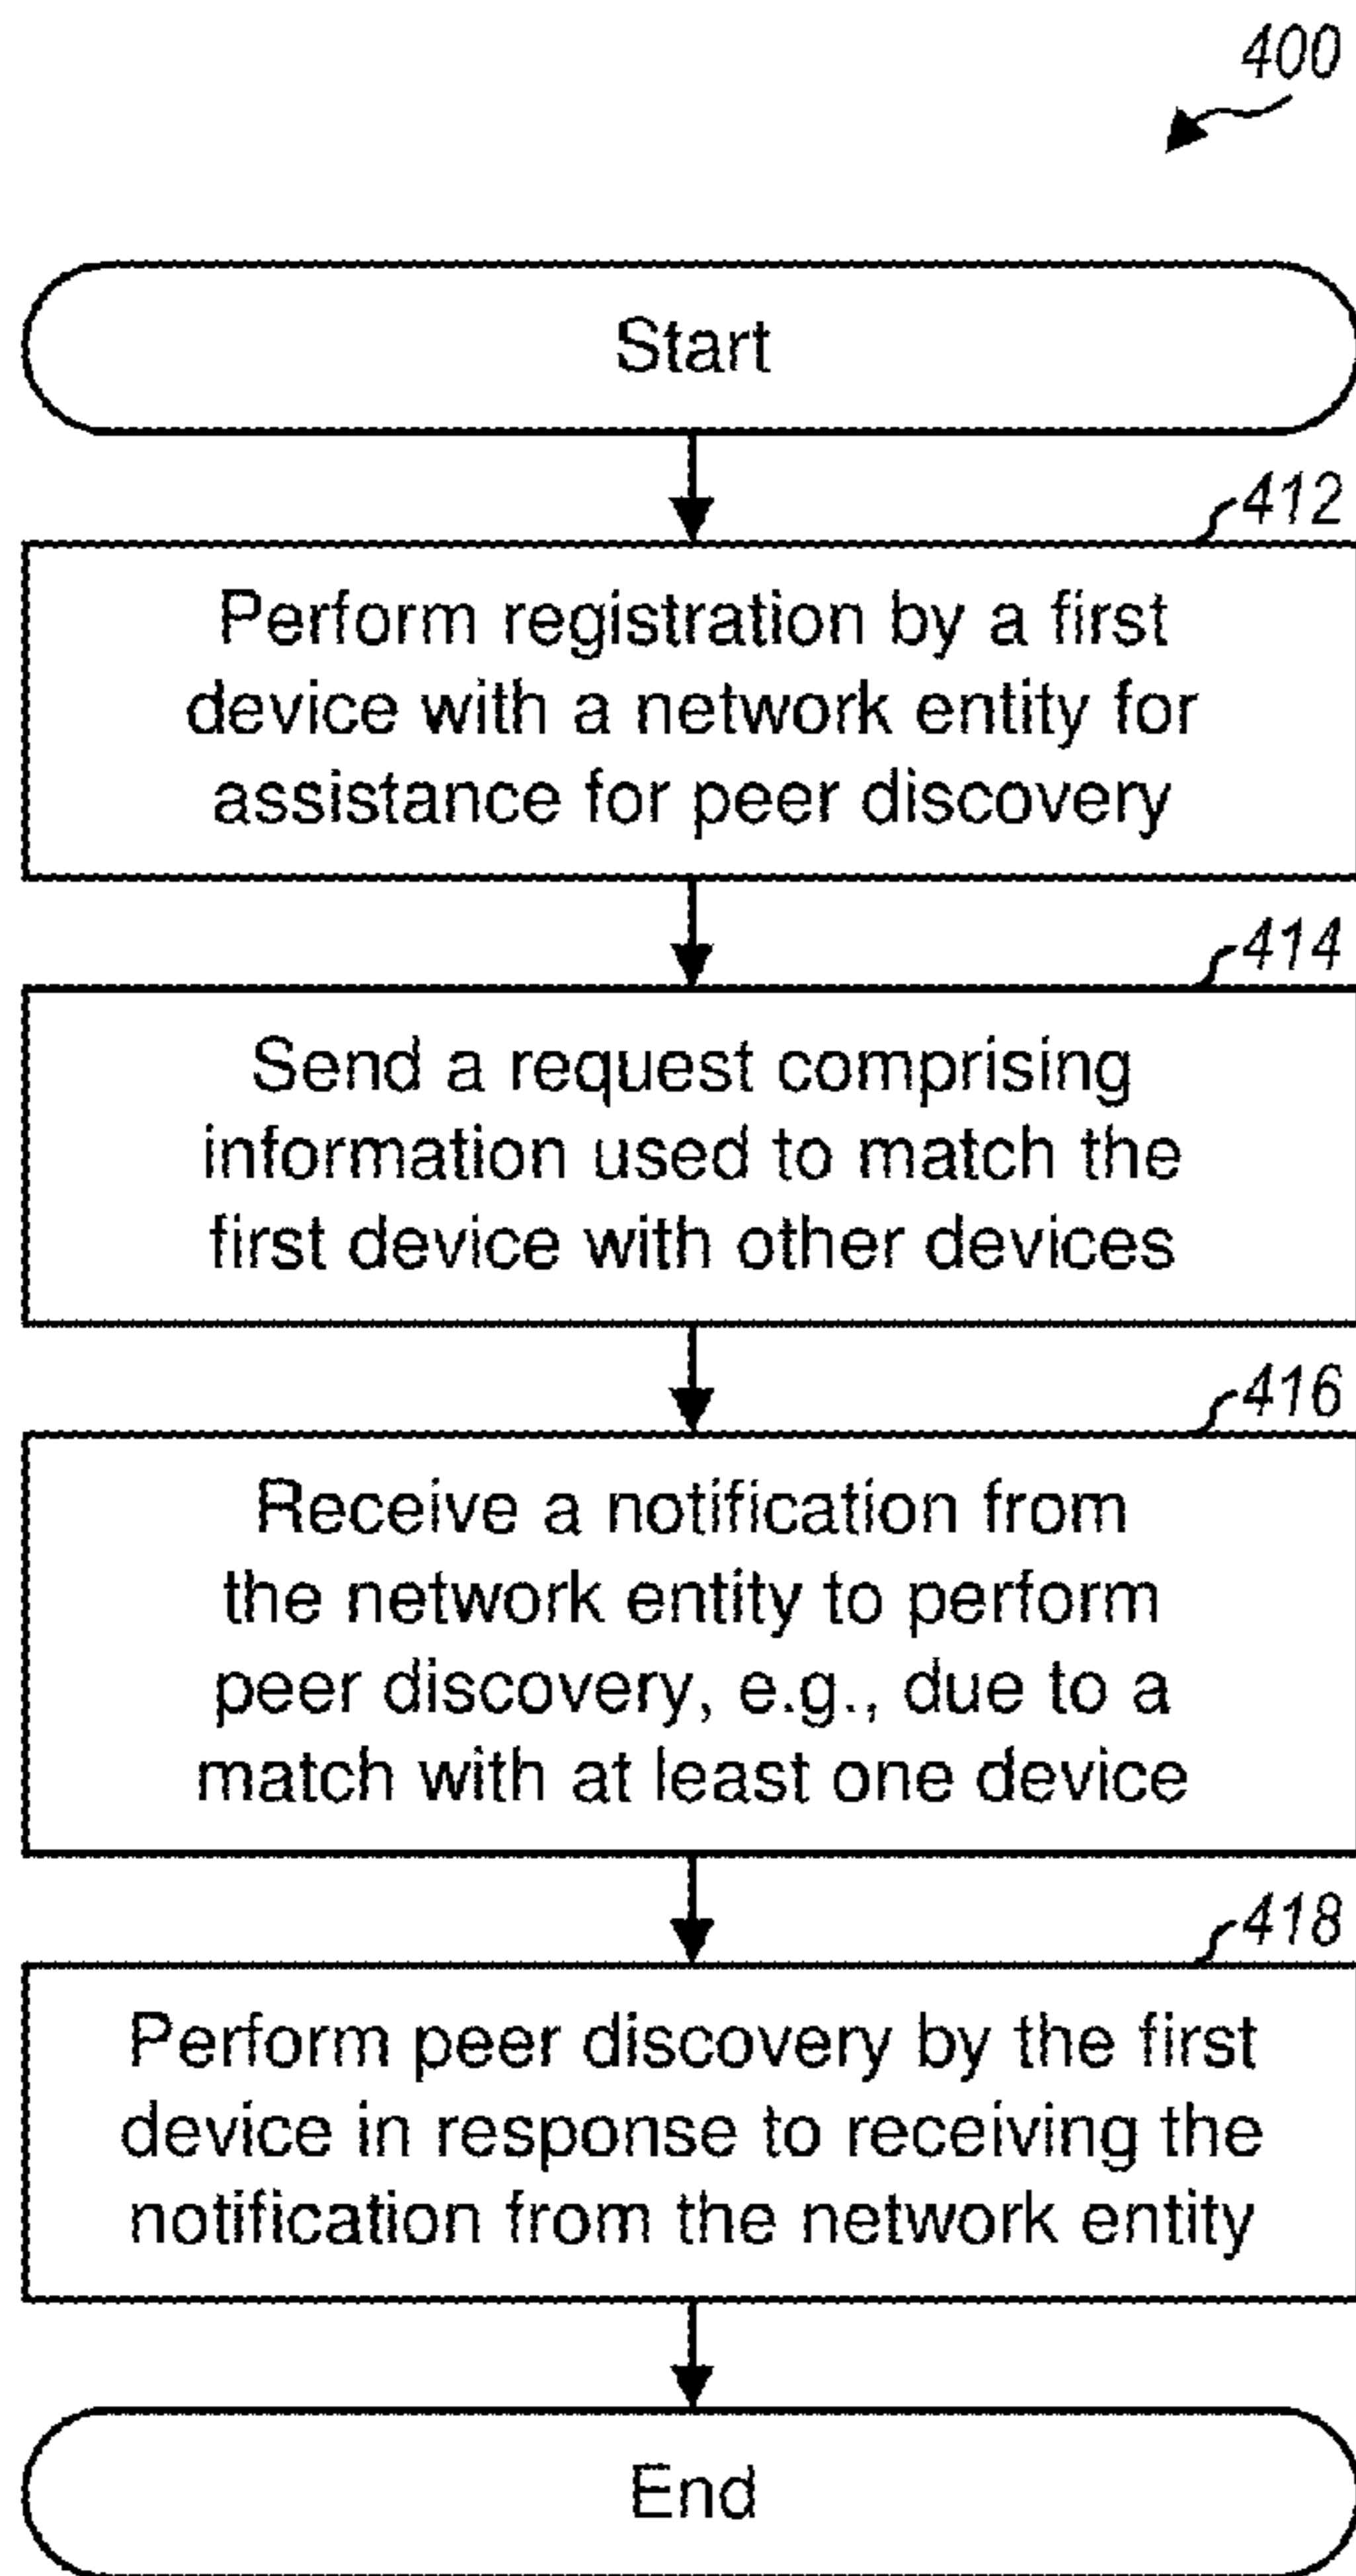 400
Start
412
Perform registration by a first
device with a network entity for
assistance for peer discovery
414
Send a request comprising
information used to match the
first device with other devices
416
Receive a notification from
the network entity to perform
peer discovery, e.g., due to a
match with at least one device
418
Perform peer discovery by the first
device in response to receiving the
notification from the network entity
End